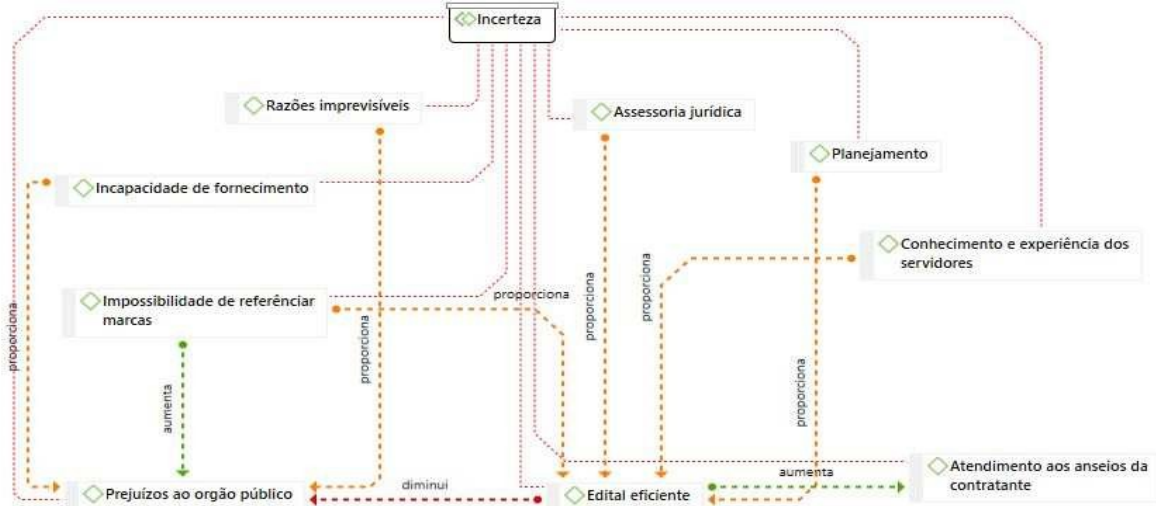 Incerteza
Razões imprevisíveis
Assessoria jurídica
Planejamento
Incapacidade de fornecimento
Conhecimento e experiência dos
servidores
Impossibilidade de referênciar
marcas
proporciona
proporciona
proporciona
proporciona
proporciona
proporciona
aumenta
Prejuízos ao orgão público
diminui
Edital eficiente
aumenta
Atendimento aos anseios da
contratante